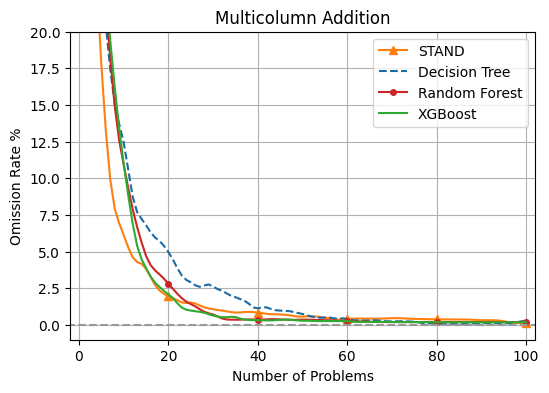 Multicolumn Addition
Omission Rate %
20.0
17.5
15.0
12.5
10.0
7.5
5.0
2.5
0.0
STAND
Decision Tree
Random Forest
XGBoost
0 20 40 60 80 100
Number of Problems